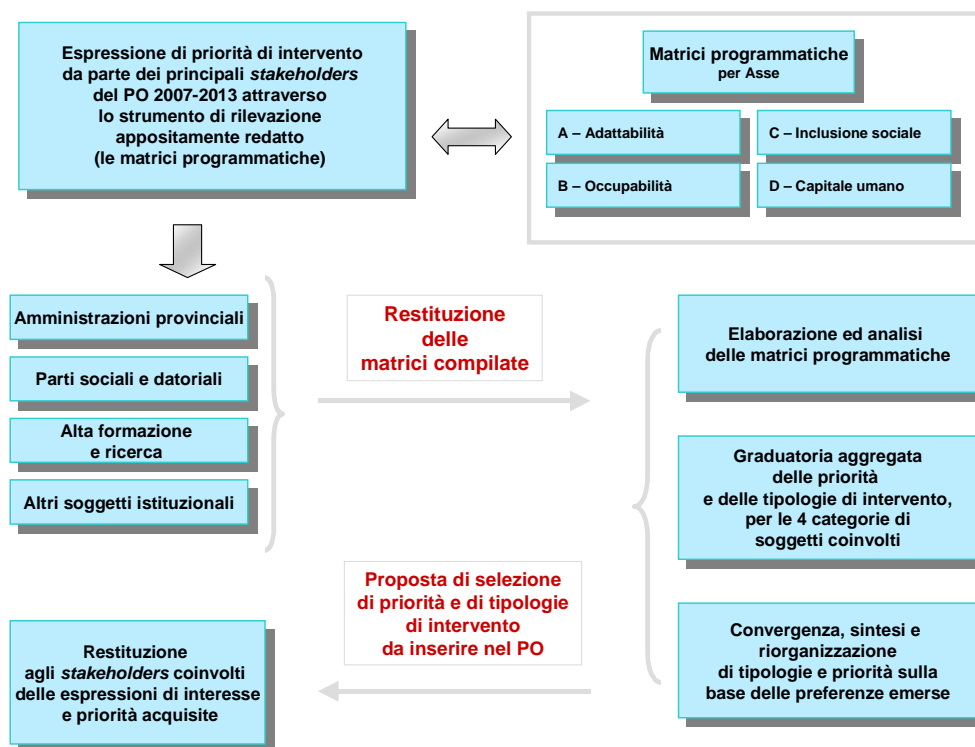 Espressione di priorità di intervento
da parte dei principali stakeholders
del PO 2007-2013 attraverso
lo strumento di rilevazione
appositamente redatto
(le matrici programmatiche)
Matrici programmatiche
per Asse
A – Adattabilità
C – Inclusione sociale
B – Occupabilità
D – Capitale umano
Amministrazioni provinciali
Parti sociali e datoriali
Alta formazione
e ricerca
Altri soggetti istituzionali
Restituzione
delle
matrici compilate
Elaborazione ed analisi
delle matrici programmatiche
Graduatoria aggregata
delle priorità
e delle tipologie di intervento,
per le 4 categorie di
soggetti coinvolti
Convergenza, sintesi e
riorganizzazione
di tipologie e priorità sulla
base delle preferenze emerse
Proposta di selezione
di priorità e di tipologie
di intervento
da inserire nel PO
Restituzione
agli stakeholders coinvolti
delle espressioni di interesse
e priorità acquisite